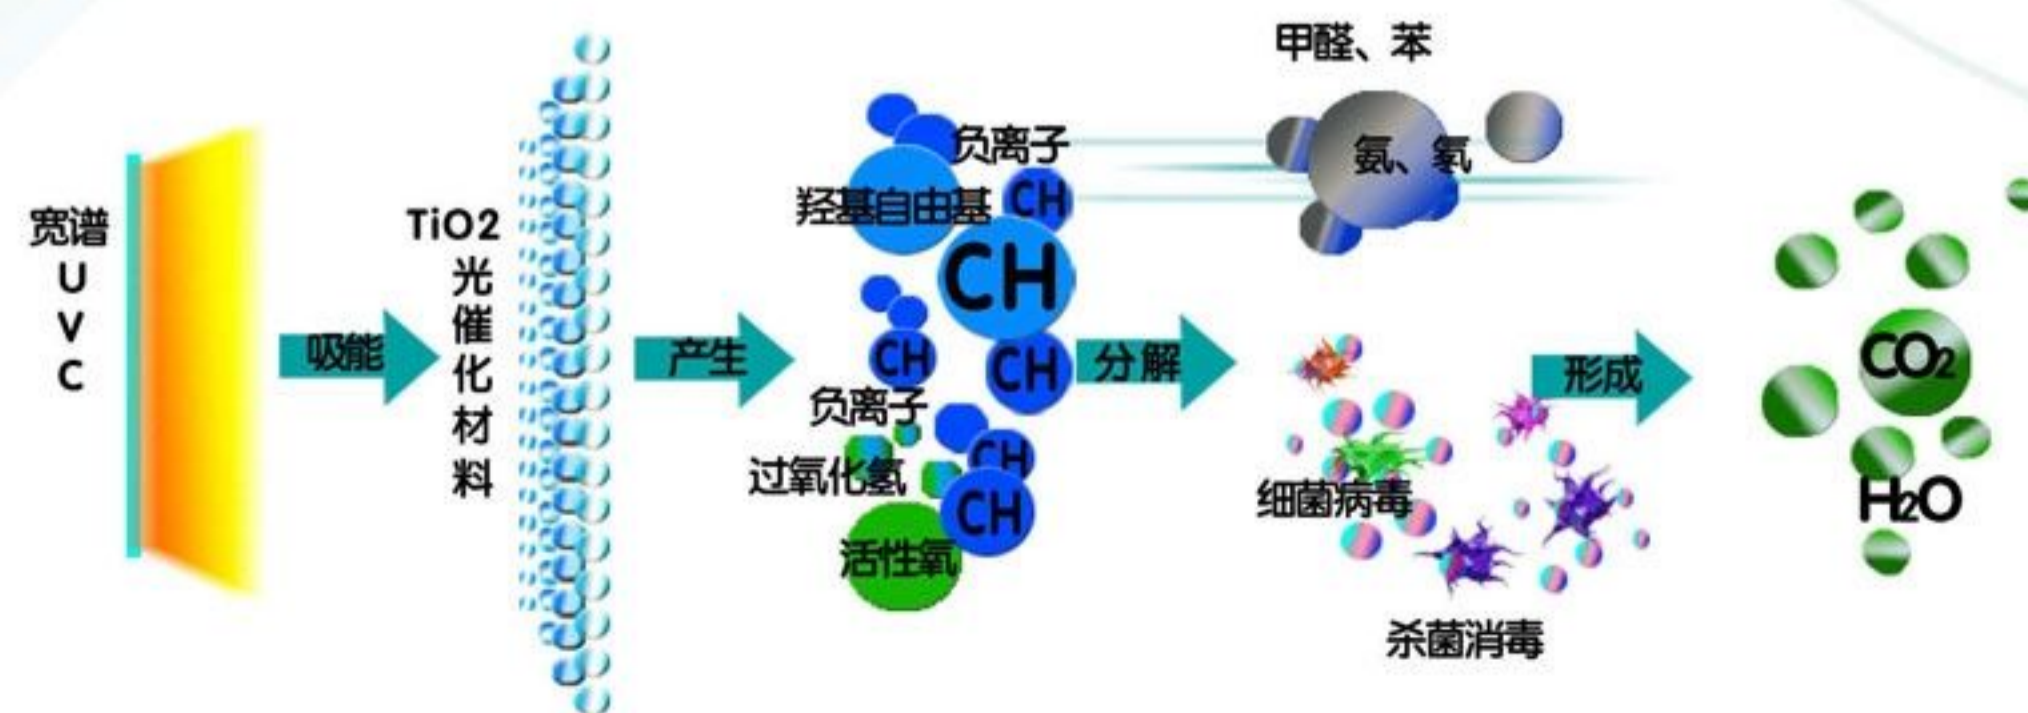 宽谱
U
V
C
吸能
TiO2
光
催
化
材
料
产生
负离子
羟基自由基
CH
CH
CH
CH
负离子
CH
过氧化氢
CH
活性氧
分解
甲醛、苯
氨、氡
细菌病毒
杀菌消毒
形成
CO2
H2O